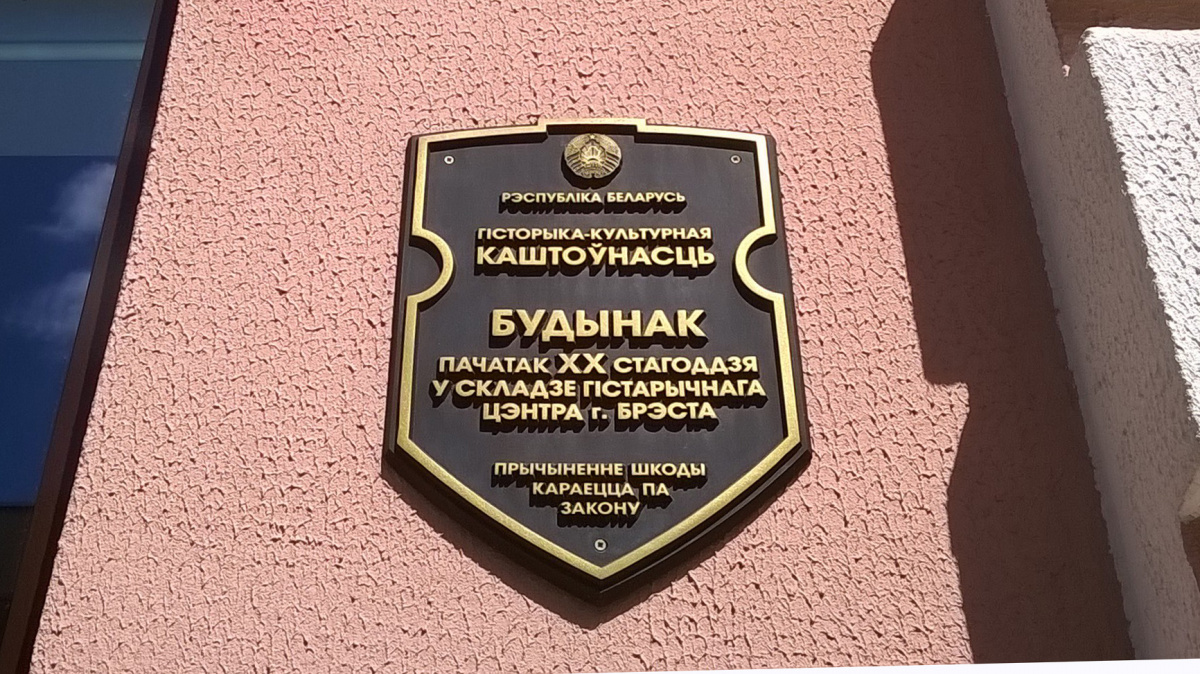 РЭСПУБЛІКА БЕЛАРУСЬ
ГІСТОРЫКА-КУЛЬТУРНАЯ
КАШТОЎНАСЦЬ
БУДЫНАК
ПАЧАТАК XX СТАГОДДЗЯ
У СКЛАДЗЕ ГІСТАРЫЧНАГА
ЦЭНТРА г. БРЭСТА
ПРЫЧЫНЕННЕ ШКОДЫ
КАРАЕЦЦА ПА
ЗАКОНУ